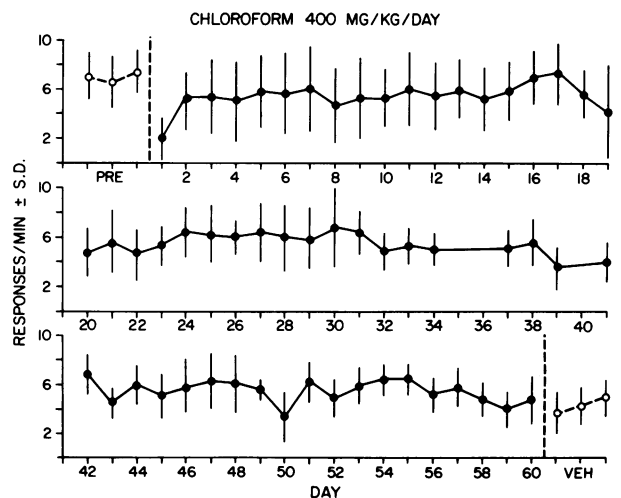 CHLOROFORM 400 MG/KG/DAY
RESPONSES/MIN ± S.D.
10
6
2
PRE 2 4 6 8 10 12 14 16 18
10
6
2
20 22 24 26 28 30 32 34 36 38 40
10
6
2
42 44 46 48 50 52 54 56 58 60 VEH
DAY